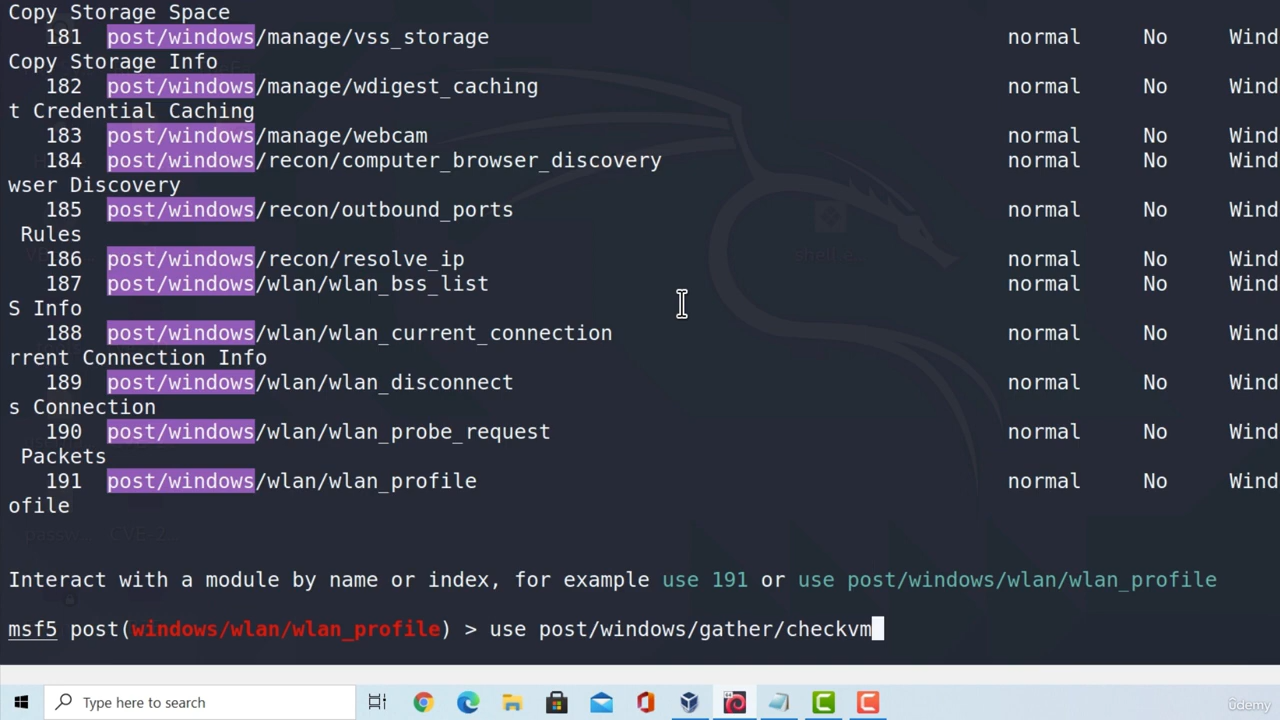 Copy Storage Space
181 post/windows/manage/vss_storage normal No Wind
Copy Storage Info
182 post/windows/manage/wdigest_caching normal No Wind
t Credential Caching
183 post/windows/manage/webcam normal No Wind
184 post/windows/recon/computer_browser_discovery normal No Wind
wser Discovery
185 post/windows/recon/outbound_ports normal No Wind
Rules
186 post/windows/recon/resolve_ip normal No Wind
187 post/windows/wlan/wlan_bss_list normal No Wind
S Info
188 post/windows/wlan/wlan_current_connection normal No Wind
rrent Connection Info
189 post/windows/wlan/wlan_disconnect normal No Wind
s Connection
190 post/windows/wlan/wlan_probe_request normal No Wind
Packets
191 post/windows/wlan/wlan_profile normal No Wind
ofile
passw... CVE-2...
Interact with a module by name or index, for example use 191 or use post/windows/wlan/wlan_profile
msf5 post(windows/wlan/wlan_profile) > use post/windows/gather/checkvm
Type here to search
ûdemy